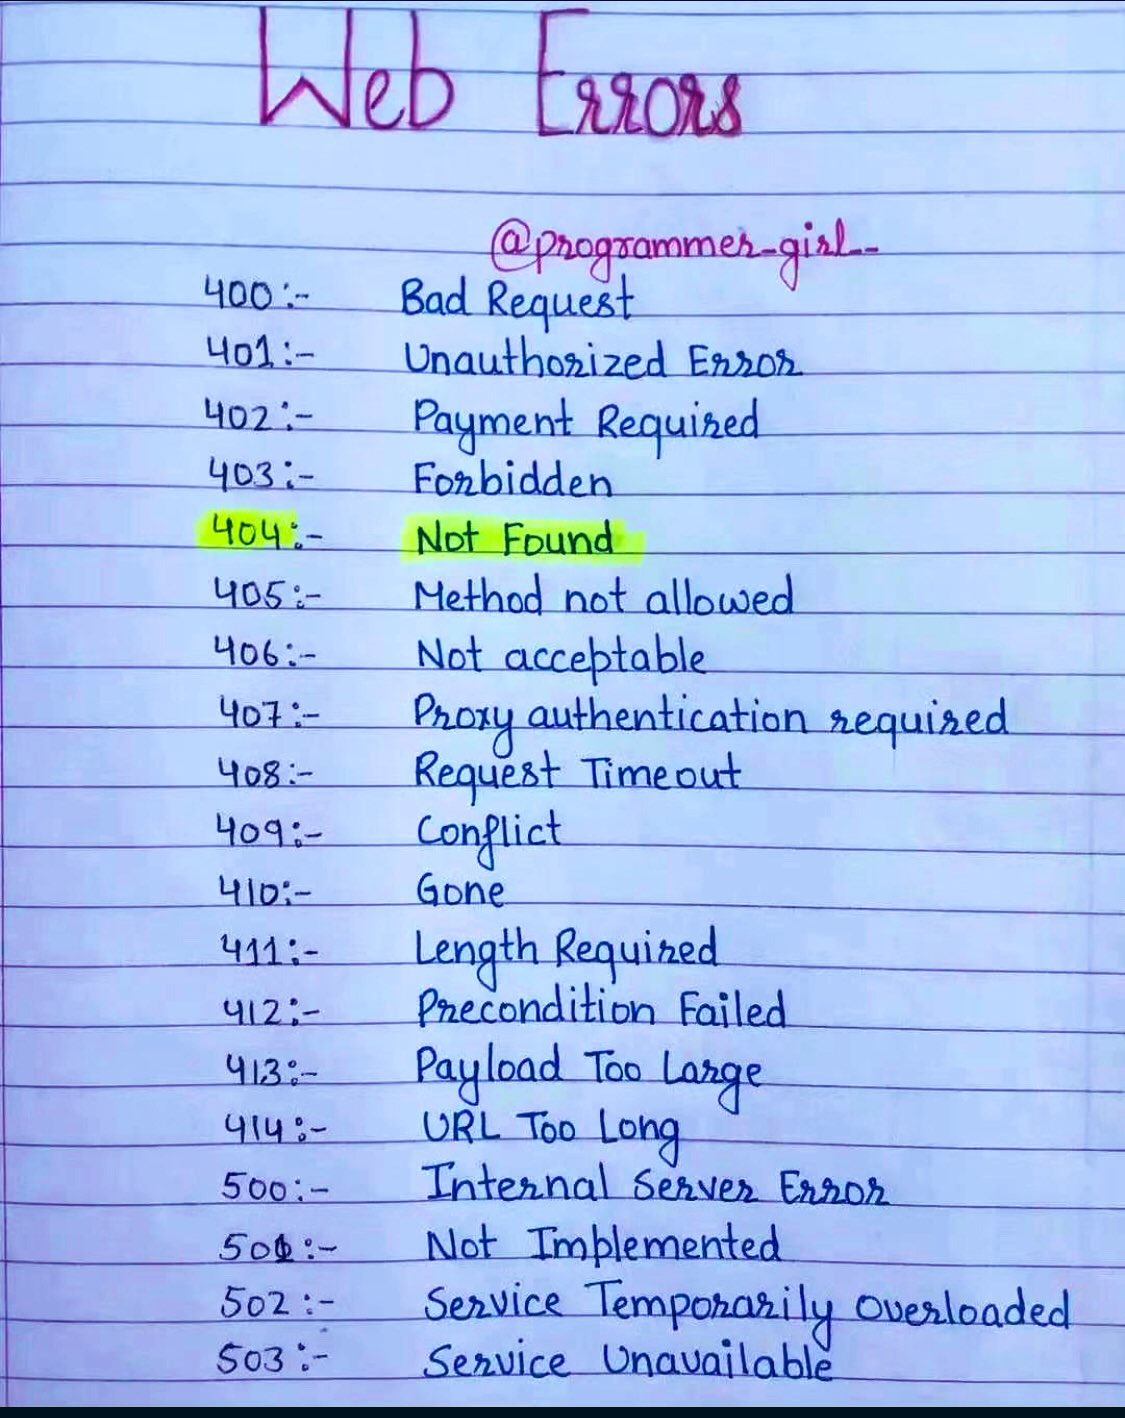 Web Errors
@programmer_girl__
400:- Bad Request
401:- Unauthorized Error
402:- Payment Required
403:- Forbidden
404:- Not Found
405:- Method not allowed
406:- Not acceptable
407:- Proxy authentication required
408:- Request Timeout
409:- Conflict
410:- Gone
411:- Length Required
412:- Precondition Failed
413:- Payload Too Large
414:- URL Too Long
500:- Internal Server Error
501:- Not Implemented
502:- Service Temporarily Overloaded
503:- Service Unavailable